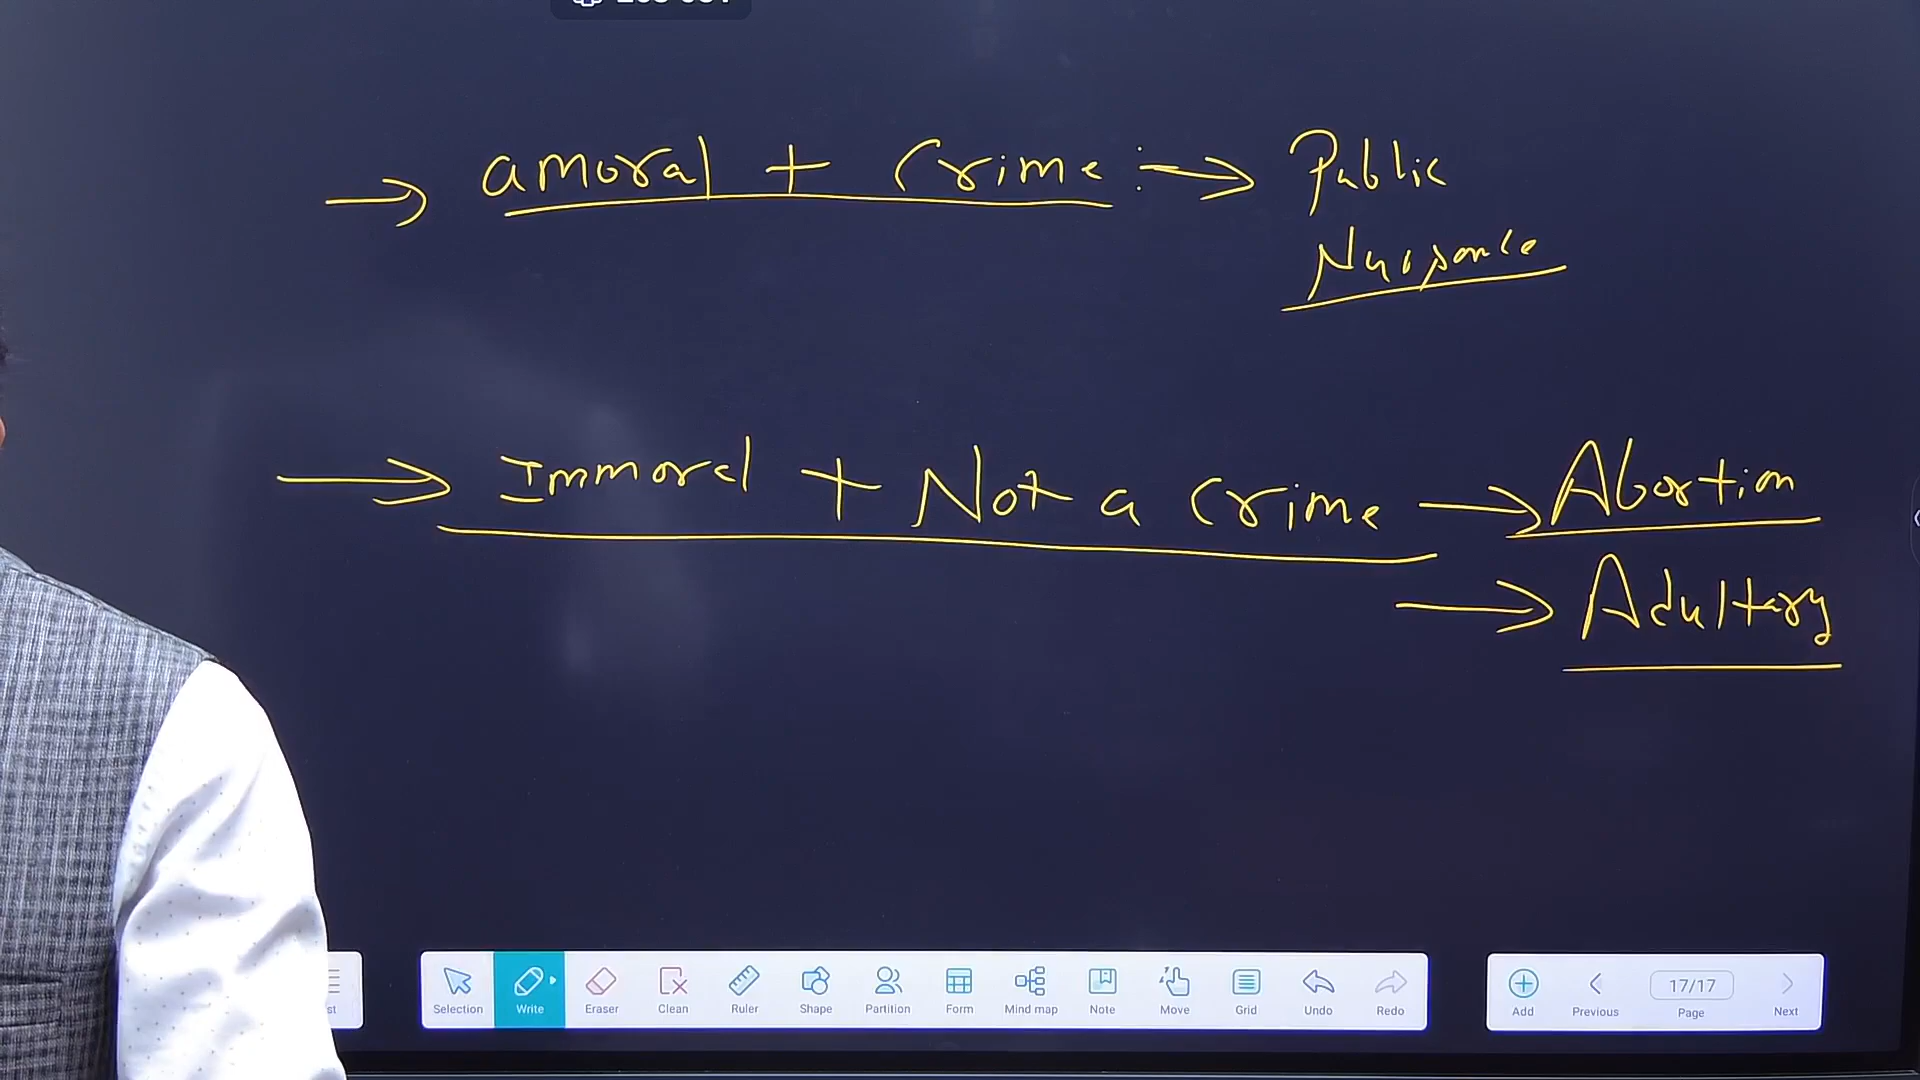 → amoral + Crime :→ Public
Nuisance
→ Immoral + Not a crime → Abortion
→ Adultary
Selection Write Eraser Clean Ruler Shape Partition Form Mind map Note Move Grid Undo Redo
Add Previous 17/17 Page Next